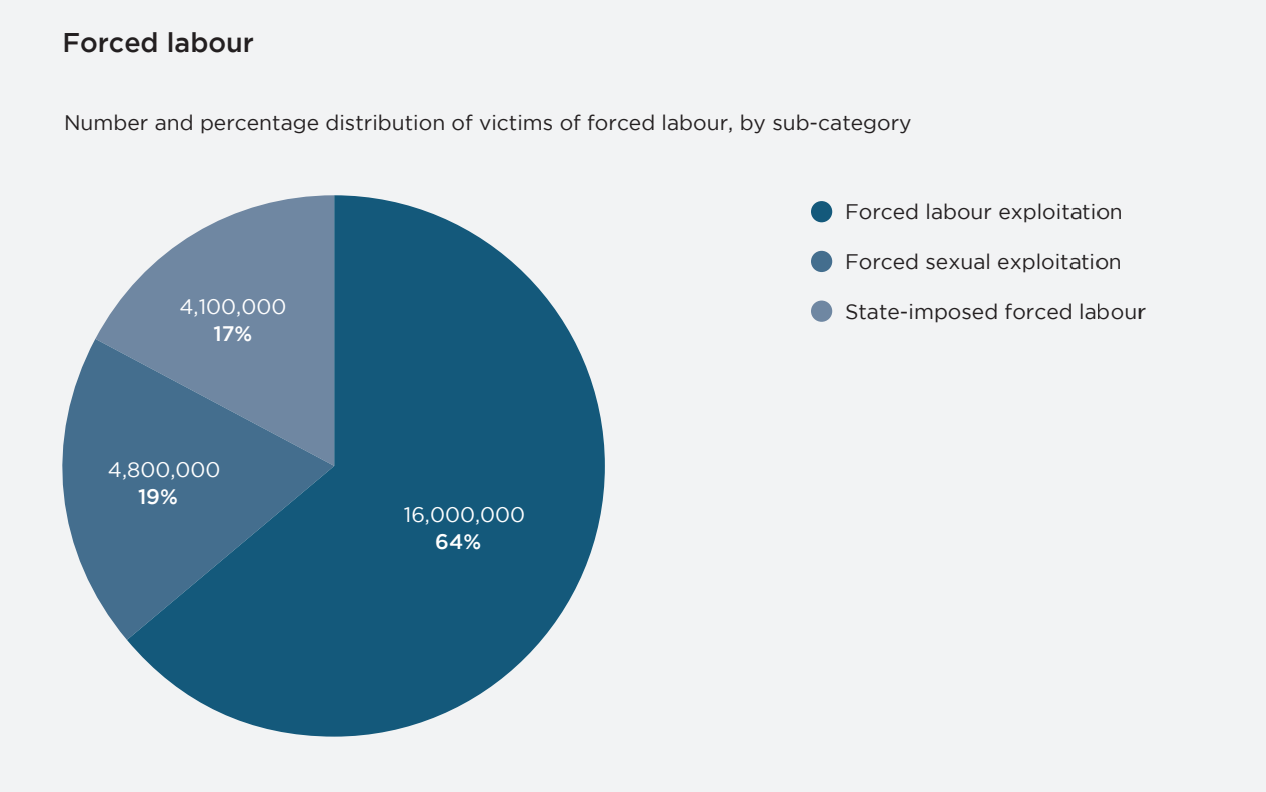 Forced labour
Number and percentage distribution of victims of forced labour, by sub-category
Forced labour exploitation
Forced sexual exploitation
State-imposed forced labour
4,100,000
17%
4,800,000
19%
16,000,000
64%